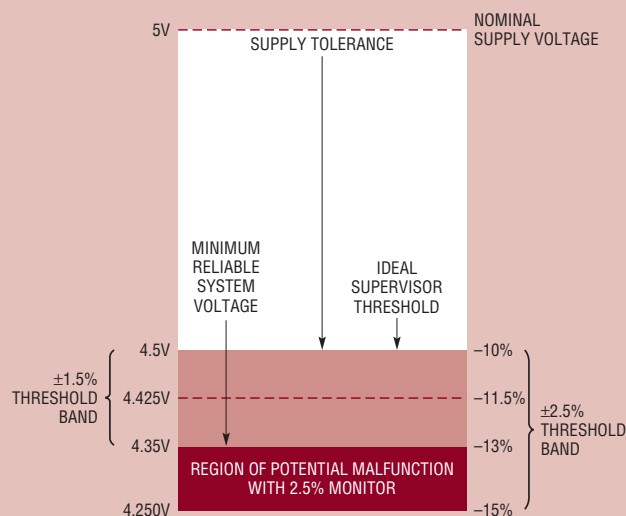 5V
NOMINAL
SUPPLY VOLTAGE
SUPPLY TOLERANCE
MINIMUM
RELIABLE
SYSTEM
VOLTAGE
IDEAL
SUPERVISOR
THRESHOLD
4.5V
–10%
±1.5%
THRESHOLD
BAND
4.425V
–11.5%
±2.5%
THRESHOLD
BAND
4.35V
–13%
REGION OF POTENTIAL MALFUNCTION
WITH 2.5% MONITOR
4.250V
–15%